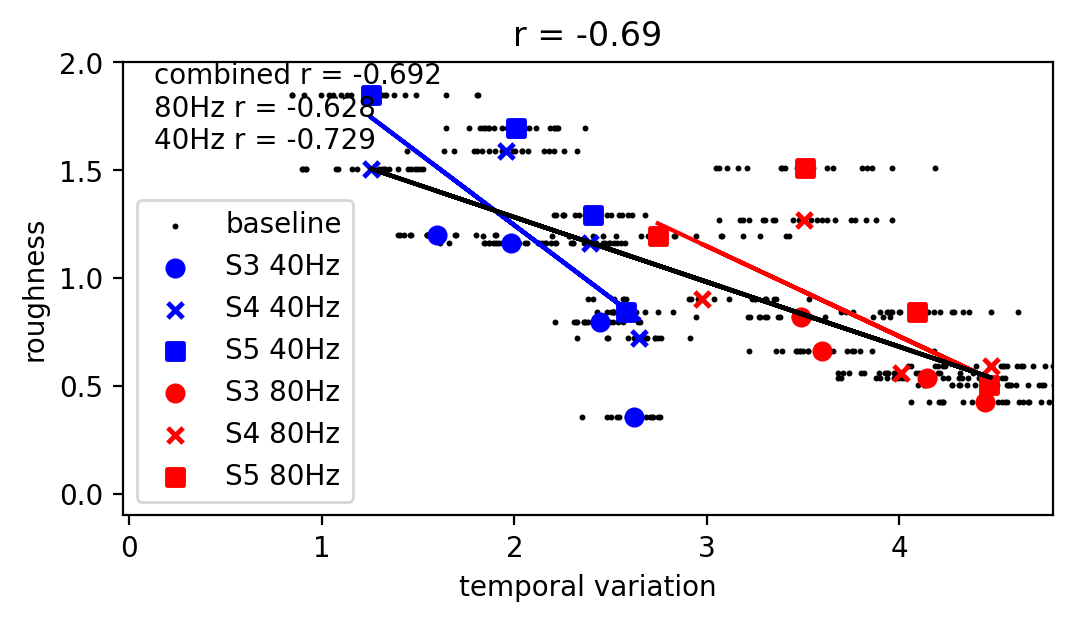 r = -0.69
combined r = -0.692
80Hz r = -0.628
40Hz r = -0.729
baseline
S3 40Hz
S4 40Hz
S5 40Hz
S3 80Hz
S4 80Hz
S5 80Hz
2.0
1.5
1.0
0.5
0.0
roughness
0 1 2 3 4
temporal variation